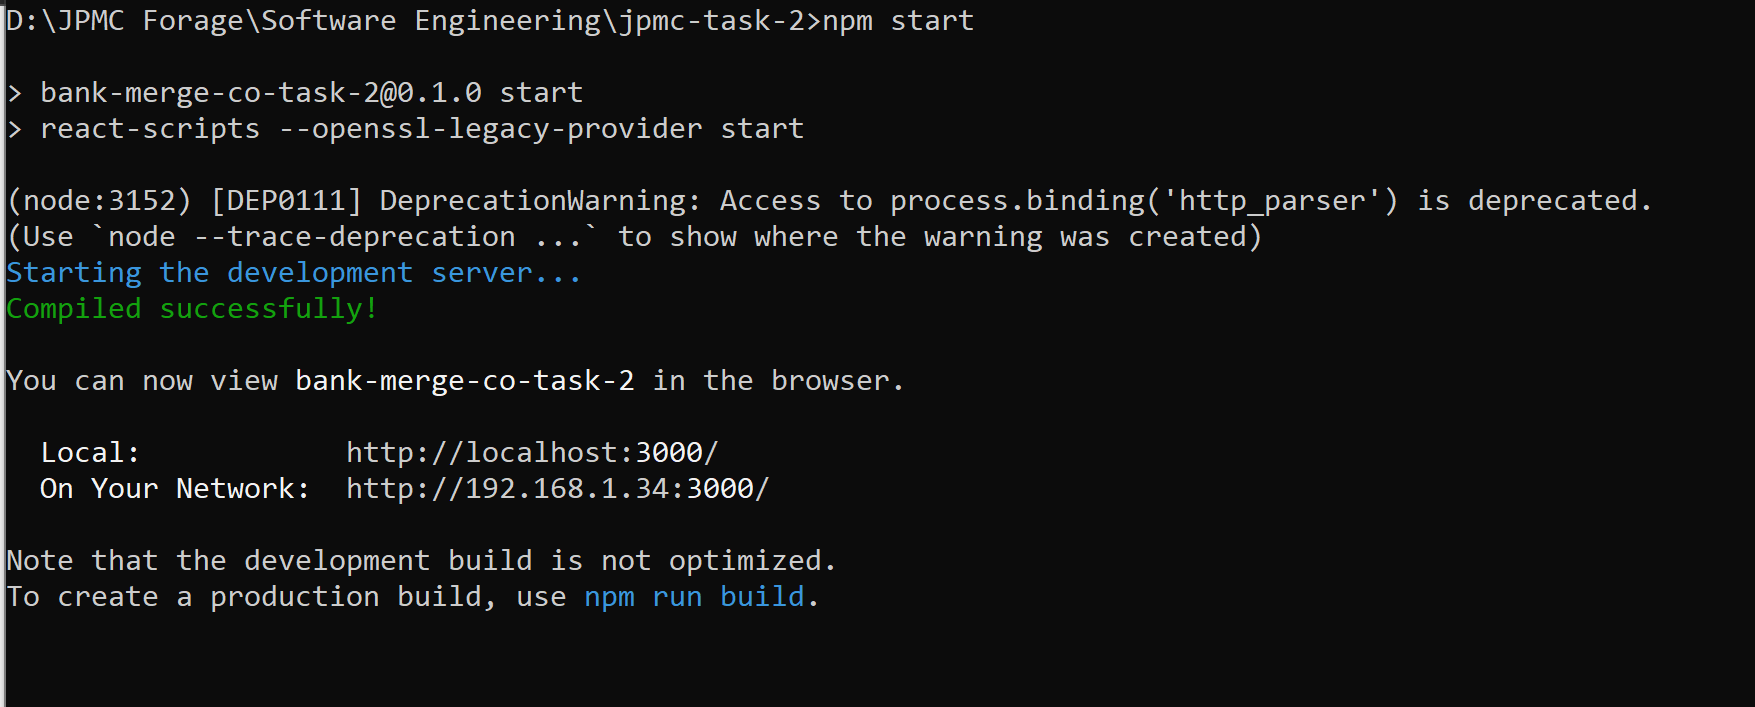 D:\JPMC Forage\Software Engineering\jpmc-task-2>npm start
> bank-merge-co-task-2@0.1.0 start
> react-scripts --openssl-legacy-provider start
(node:3152) [DEP0111] DeprecationWarning: Access to process.binding('http_parser') is deprecated.
(Use `node --trace-deprecation ...` to show where the warning was created)
Starting the development server...
Compiled successfully!
You can now view bank-merge-co-task-2 in the browser.
Local:            http://localhost:3000/
On Your Network:  http://192.168.1.34:3000/
Note that the development build is not optimized.
To create a production build, use npm run build.